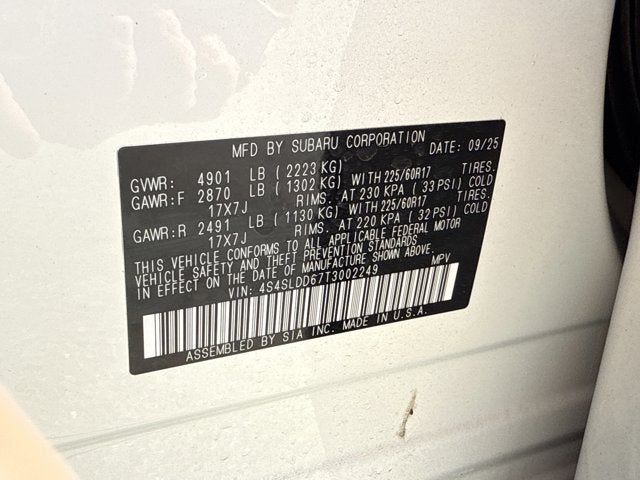 MFD BY SUBARU CORPORATION DATE: 09/25
GVWR: 4901 LB ( 2223 KG)
GAWR:F 2870 LB ( 1302 KG) WITH 225/60R17 TIRES.
17X7J RIMS. AT 230 KPA ( 33 PSI) COLD
GAWR:R 2491 LB ( 1130 KG) WITH 225/60R17 TIRES.
17X7J RIMS. AT 220 KPA ( 32 PSI) COLD
THIS VEHICLE CONFORMS TO ALL APPLICABLE FEDERAL MOTOR
VEHICLE SAFETY AND THEFT PREVENTION STANDARDS
IN EFFECT ON THE DATE OF MANUFACTURE SHOWN ABOVE.
VIN: 4S4SLDD67T3002249 MPV
ASSEMBLED BY SIA INC. MADE IN U.S.A.